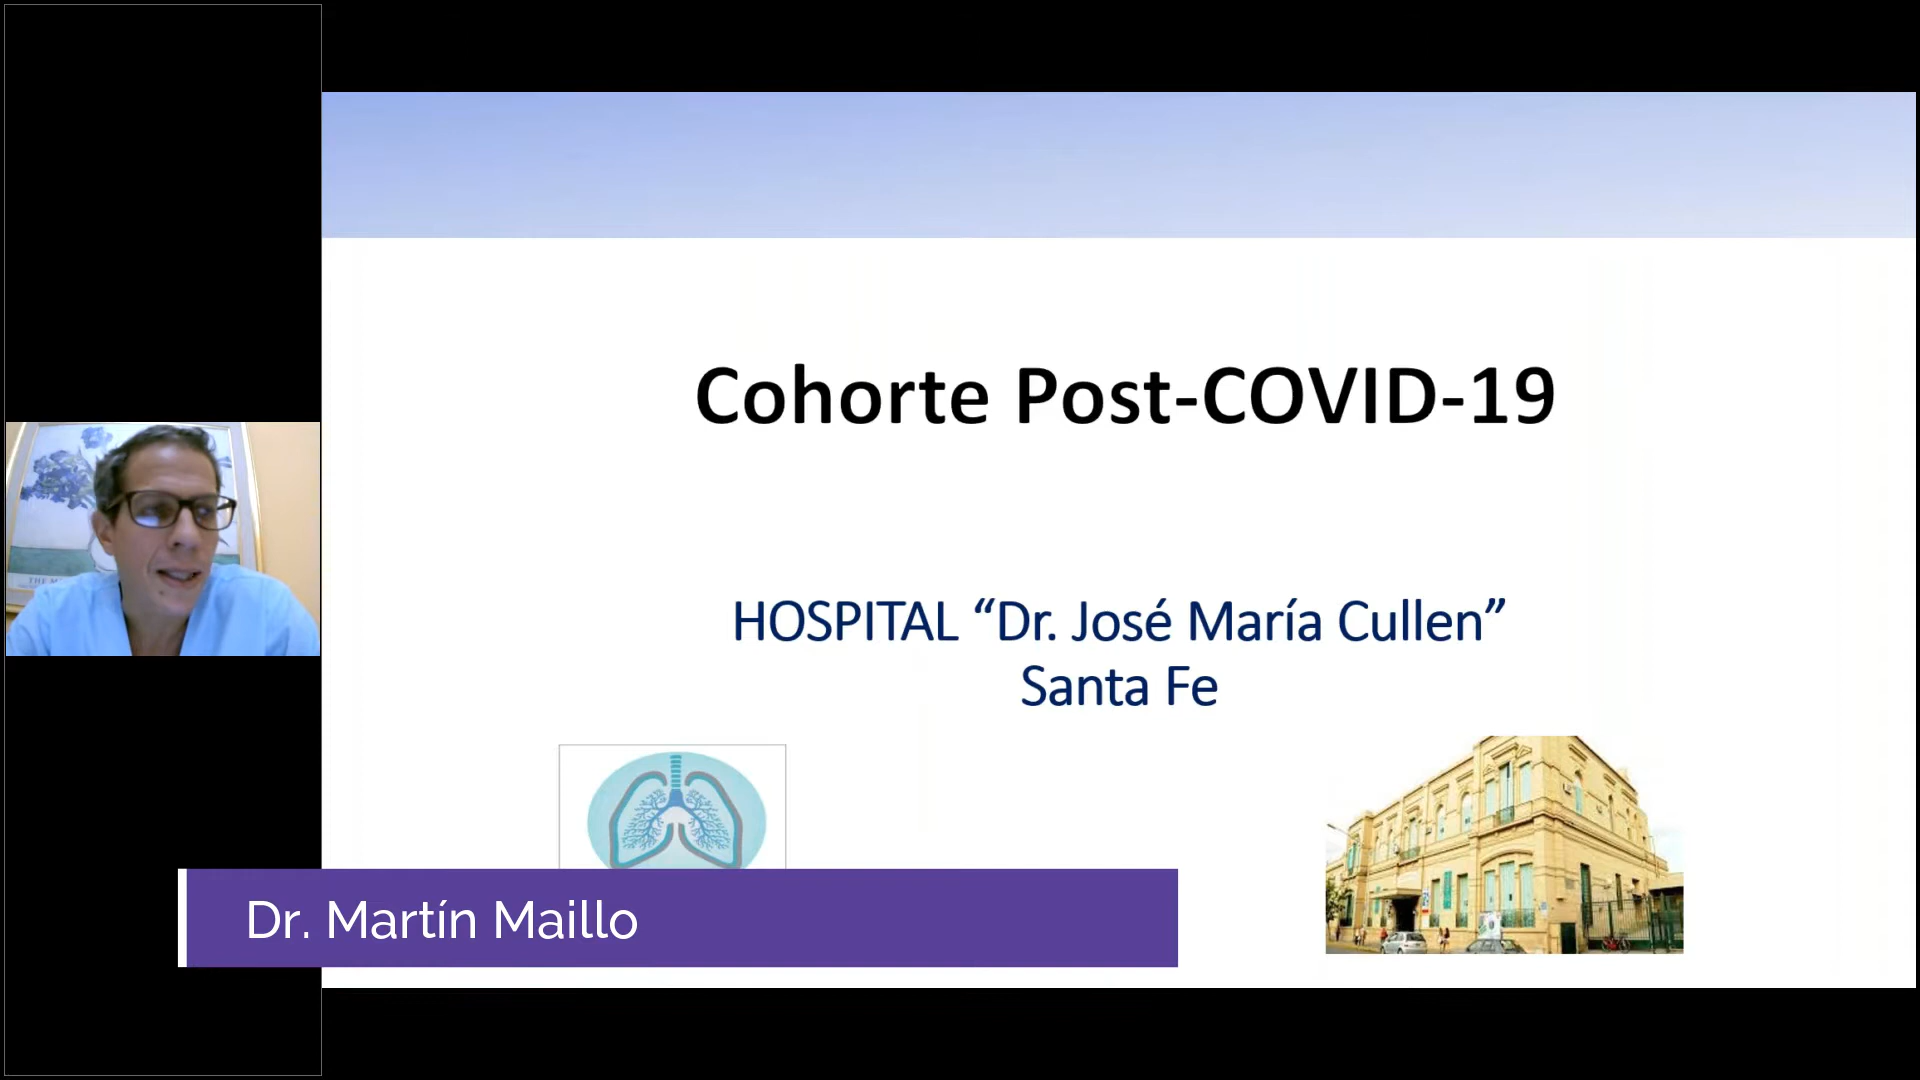 Cohorte Post-COVID-19
HOSPITAL “Dr. José María Cullen”
Santa Fe
Dr. Martín Maillo